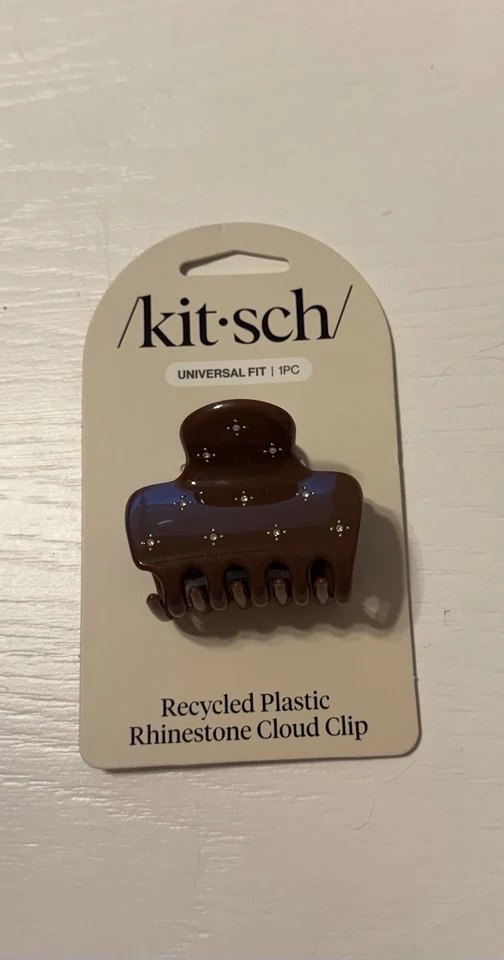 /kit·sch/
UNIVERSAL FIT | 1PC
Recycled Plastic
Rhinestone Cloud Clip